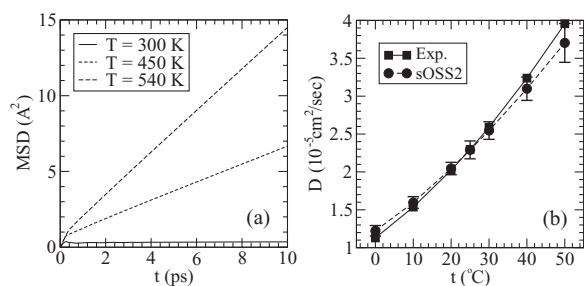 15
10
5
0
MSD (A²)
T = 300 K
T = 450 K
T = 540 K
(a)
0 2 4 6 8 10
t (ps)
4
3.5
3
2.5
2
1.5
1
D (10⁻⁵cm²/sec)
Exp.
sOSS2
(b)
0 10 20 30 40 50
t (°C)